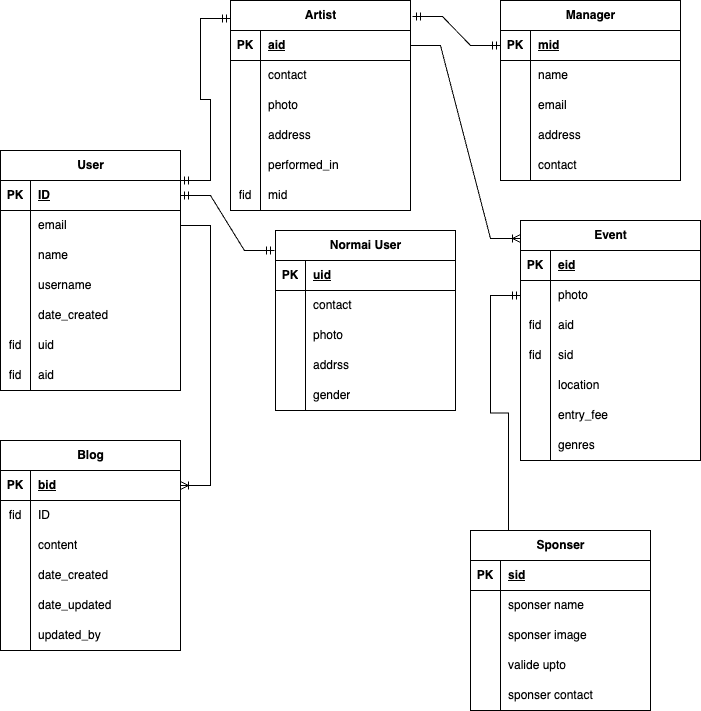 Artist
PK aid
contact
photo
address
performed_in
fid mid
Manager
PK mid
name
email
address
contact
User
PK ID
email
name
username
date_created
fid uid
fid aid
Normai User
PK uid
contact
photo
addrss
gender
Event
PK eid
photo
fid aid
fid sid
location
entry_fee
genres
Blog
PK bid
fid ID
content
date_created
date_updated
updated_by
Sponser
PK sid
sponser name
sponser image
valide upto
sponser contact